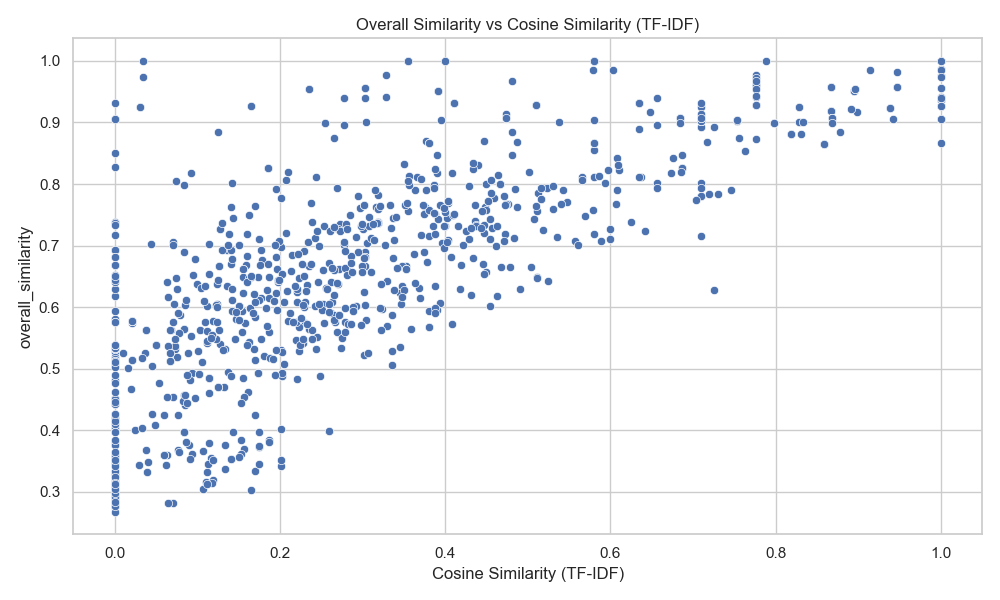 Overall Similarity vs Cosine Similarity (TF-IDF)
overall_similarity
1.0
0.9
0.8
0.7
0.6
0.5
0.4
0.3
0.0 0.2 0.4 0.6 0.8 1.0
Cosine Similarity (TF-IDF)